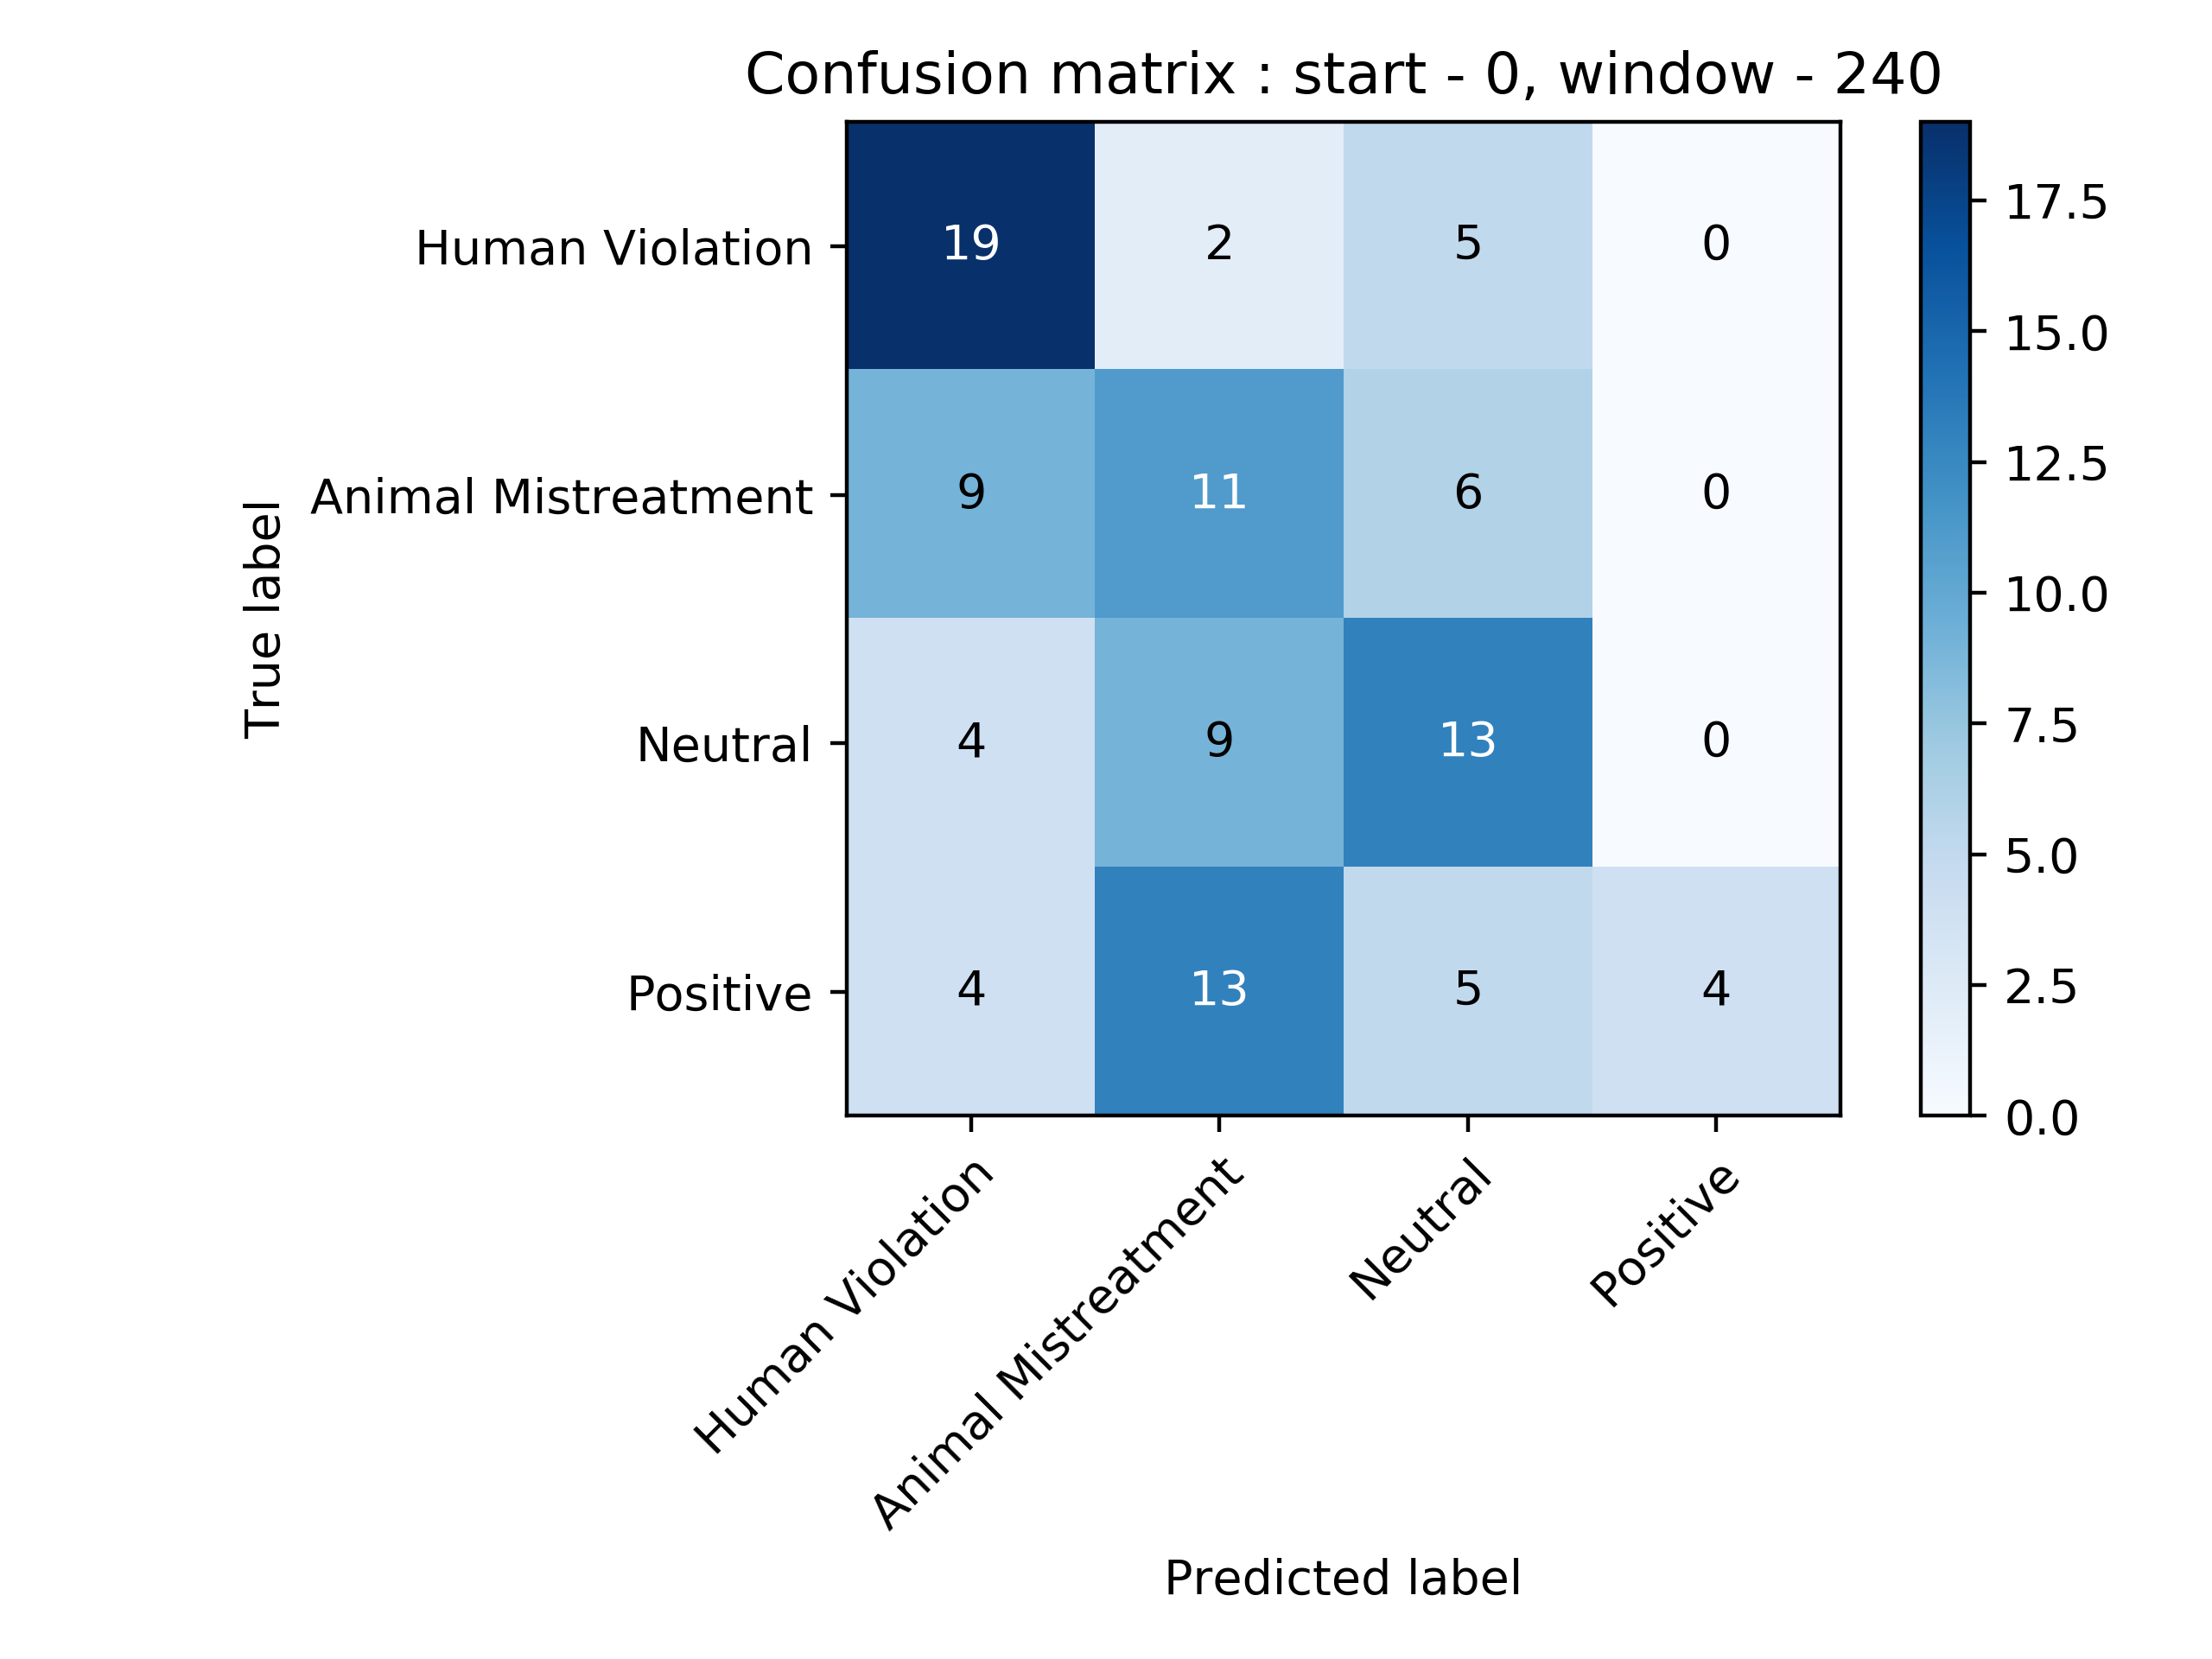 Confusion matrix : start - 0, window - 240
Human Violation 19 2 5 0
Animal Mistreatment 9 11 6 0
Neutral 4 9 13 0
Positive 4 13 5 4
True label
Human Violation
Animal Mistreatment
Neutral
Positive
Predicted label
17.5
15.0
12.5
10.0
7.5
5.0
2.5
0.0